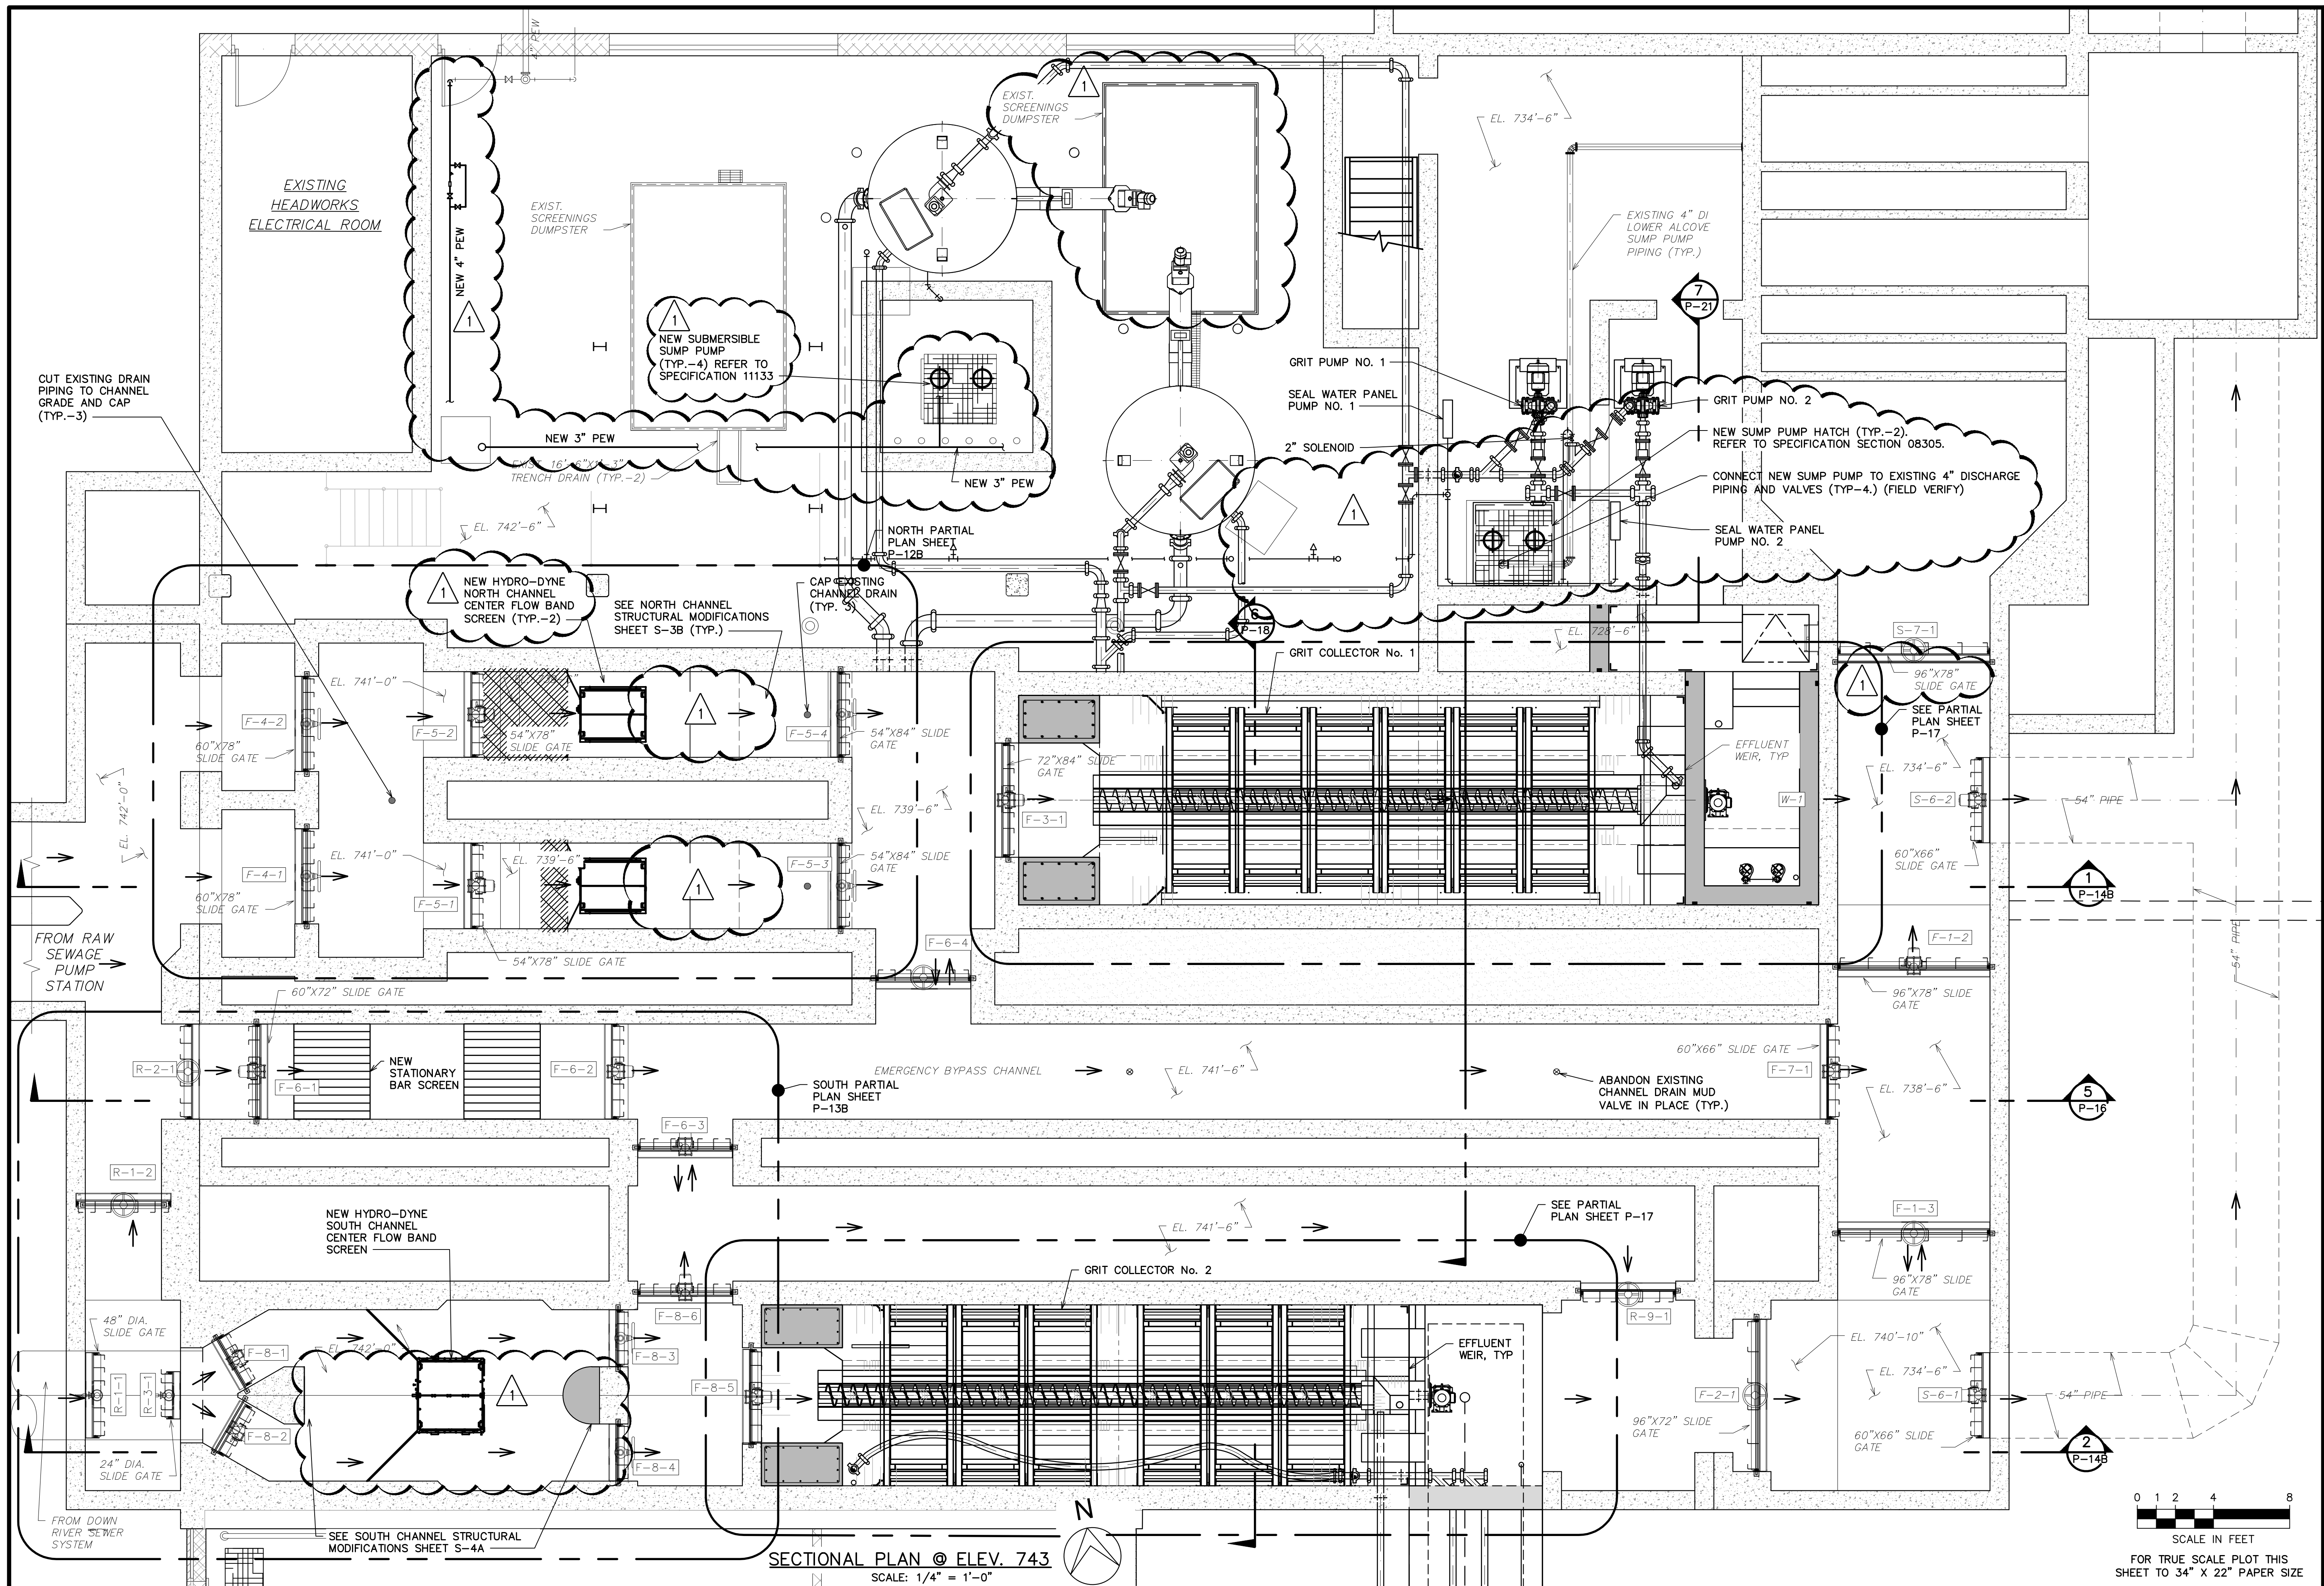 4" PEW
EXISTING
HEADWORKS
ELECTRICAL ROOM
NEW 4" PEW
1
EXIST.
SCREENINGS
DUMPSTER
EXIST.
SCREENINGS
DUMPSTER
1
EL. 734'-6"
EXISTING 4" DI
LOWER ALCOVE
SUMP PUMP
PIPING (TYP.)
7
P-21
1
NEW SUBMERSIBLE
SUMP PUMP
(TYP.-4) REFER TO
SPECIFICATION 11133
CUT EXISTING DRAIN
PIPING TO CHANNEL
GRADE AND CAP
(TYP.-3)
GRIT PUMP NO. 1
SEAL WATER PANEL
PUMP NO. 1
2" SOLENOID
GRIT PUMP NO. 2
NEW SUMP PUMP HATCH (TYP.-2).
REFER TO SPECIFICATION SECTION 08305.
CONNECT NEW SUMP PUMP TO EXISTING 4" DISCHARGE
PIPING AND VALVES (TYP-4.) (FIELD VERIFY)
SEAL WATER PANEL
PUMP NO. 2
1
NEW 3" PEW
TRENCH DRAIN (TYP.-2)
NEW 3" PEW
EL. 742'-6"
NORTH PARTIAL
PLAN SHEET
P-12B
1
NEW HYDRO-DYNE
NORTH CHANNEL
CENTER FLOW BAND
SCREEN (TYP.-2)
SEE NORTH CHANNEL
STRUCTURAL MODIFICATIONS
SHEET S-3B (TYP.)
CAP EXISTING
CHANNEL DRAIN
(TYP. 3)
6
P-18
EL. 728'-6"
GRIT COLLECTOR No. 1
S-7-1
96"X78"
SLIDE GATE
1
SEE PARTIAL
PLAN SHEET
P-17
EL. 741'-0"
F-4-2
60"X78"
SLIDE GATE
F-5-2
54"X78"
SLIDE GATE
1
F-5-4
54"X84" SLIDE
GATE
72"X84" SLIDE
GATE
F-3-1
EFFLUENT
WEIR, TYP
W-1
EL. 734'-6"
S-6-2
54" PIPE
60"X66"
SLIDE GATE
EL. 742'-0"
EL. 739'-6"
EL. 741'-0"
F-4-1
60"X78"
SLIDE GATE
F-5-1
EL. 739'-6"
1
F-5-3
54"X84" SLIDE
GATE
54"X78" SLIDE GATE
1
P-14B
FROM RAW
SEWAGE
PUMP
STATION
F-6-4
F-1-2
96"X78" SLIDE
GATE
54" PIPE
60"X72" SLIDE GATE
R-2-1
F-6-1
NEW
STATIONARY
BAR SCREEN
F-6-2
EMERGENCY BYPASS CHANNEL
EL. 741'-6"
SOUTH PARTIAL
PLAN SHEET
P-13B
ABANDON EXISTING
CHANNEL DRAIN MUD
VALVE IN PLACE (TYP.)
60"X66" SLIDE GATE
F-7-1
EL. 738'-6"
5
P-16
F-6-3
R-1-2
NEW HYDRO-DYNE
SOUTH CHANNEL
CENTER FLOW BAND
SCREEN
EL. 741'-6"
SEE PARTIAL
PLAN SHEET P-17
F-1-3
96"X78" SLIDE
GATE
GRIT COLLECTOR No. 2
F-8-6
R-9-1
48" DIA.
SLIDE GATE
F-8-1
EL. 742'-0"
F-8-3
R-1-1
R-3-1
1
F-8-5
EFFLUENT
WEIR, TYP
EL. 740'-10"
EL. 734'-6"
F-2-1
S-6-1
54" PIPE
96"X72" SLIDE
GATE
60"X66" SLIDE
GATE
F-8-2
F-8-4
24" DIA.
SLIDE GATE
2
P-14B
FROM DOWN
RIVER SEWER
SYSTEM
SEE SOUTH CHANNEL STRUCTURAL
MODIFICATIONS SHEET S-4A
N
SECTIONAL PLAN @ ELEV. 743
SCALE: 1/4" = 1'-0"
0 1 2 4 8
SCALE IN FEET
FOR TRUE SCALE PLOT THIS
SHEET TO 34" X 22" PAPER SIZE